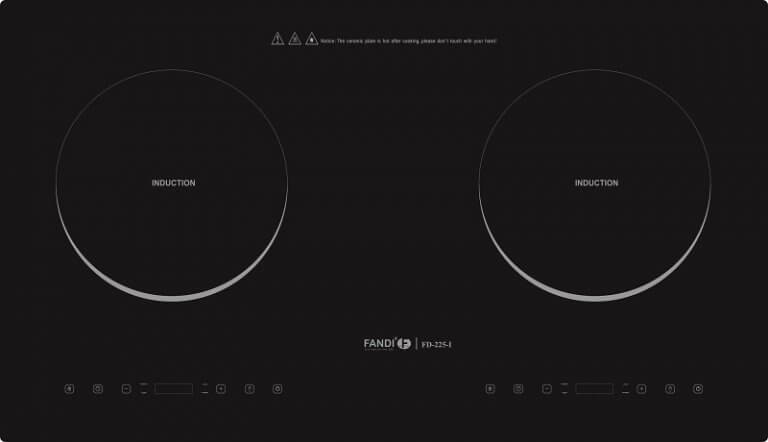 Notice: The ceramic plate is hot after cooking, please don't touch with your hand!
INDUCTION
INDUCTION
FANDI FD-225-I